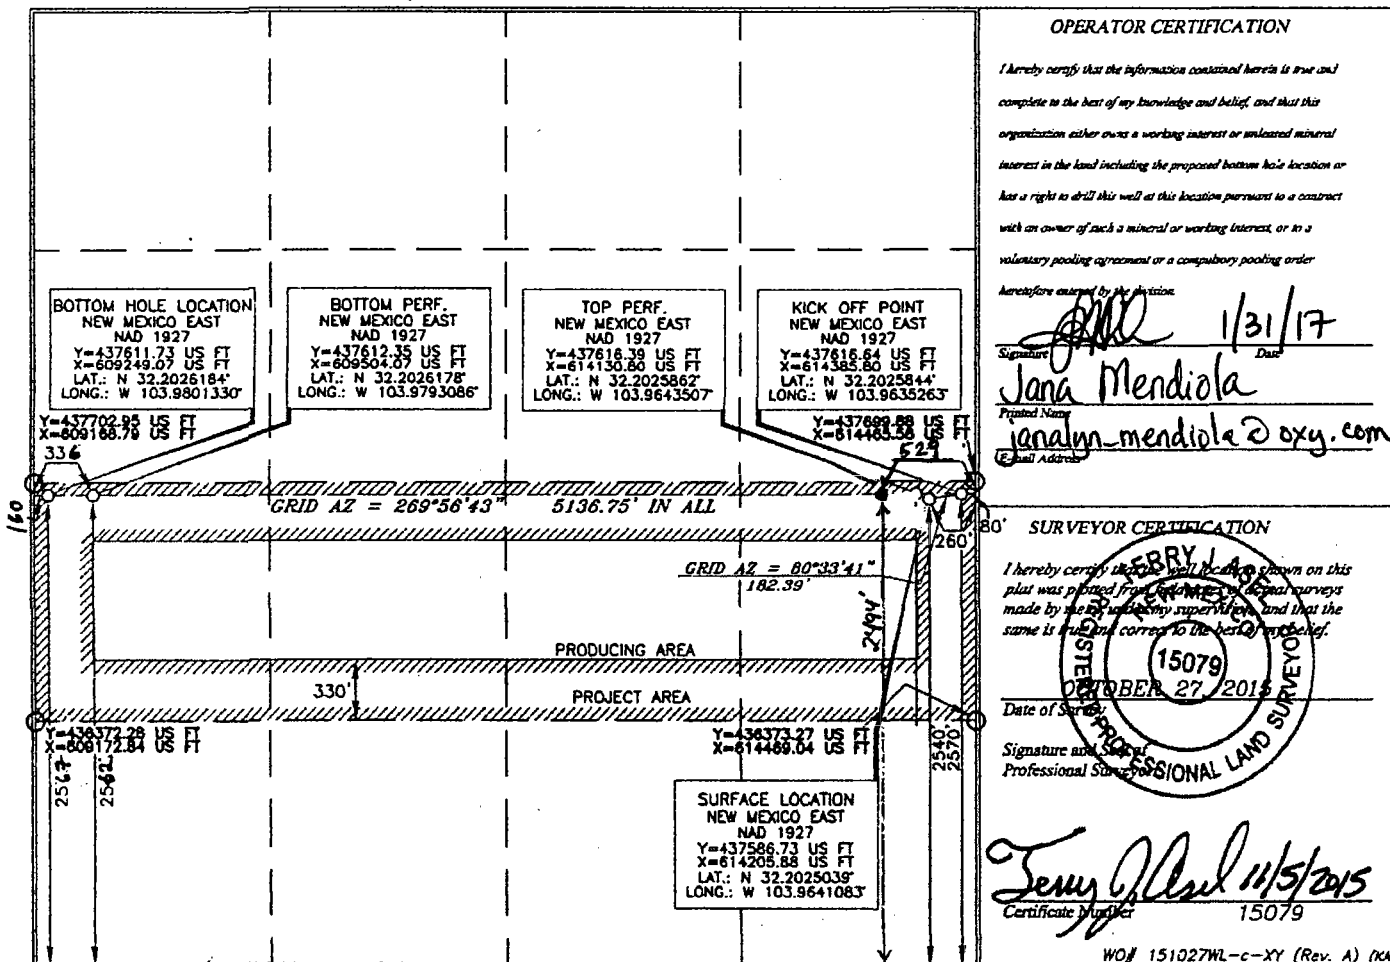 OPERATOR CERTIFICATION
I hereby certify that the information contained herein is true and
complete to the best of my knowledge and belief, and that this
organization either owns a working interest or unleased mineral
interest in the land including the proposed bottom hole location or
has a right to drill this well at this location pursuant to a contract
with an owner of such a mineral or working interest, or to a
voluntary pooling agreement or a compulsory pooling order
heretofore entered by the division.
1/31/17
Signature
Date
Jana Mendiola
Printed Name
janalyn_mendiola@oxy.com
E-mail Address
BOTTOM HOLE LOCATION
NEW MEXICO EAST
NAD 1927
Y=437611.73 US FT
X=609249.07 US FT
LAT.: N 32.2026184°
LONG.: W 103.9801330°
BOTTOM PERF.
NEW MEXICO EAST
NAD 1927
Y=437612.35 US FT
X=609504.07 US FT
LAT.: N 32.2026178°
LONG.: W 103.9793086°
TOP PERF.
NEW MEXICO EAST
NAD 1927
Y=437616.39 US FT
X=614130.80 US FT
LAT.: N 32.2025862°
LONG.: W 103.9643507°
KICK OFF POINT
NEW MEXICO EAST
NAD 1927
Y=437616.64 US FT
X=614385.80 US FT
LAT.: N 32.2025844°
LONG.: W 103.9635263°
Y=437702.95 US FT
X=609168.79 US FT
Y=437699.88 US FT
X=614465.56 US FT
336
529'
160
GRID AZ = 269°56'43"
5136.75' IN ALL
80'
260'
GRID AZ = 80°33'41"
182.39'
2494'
PRODUCING AREA
330'
PROJECT AREA
Y=436372.28 US FT
X=609172.84 US FT
Y=436373.27 US FT
X=614469.04 US FT
2567'
2562'
2540'
2570'
SURFACE LOCATION
NEW MEXICO EAST
NAD 1927
Y=437586.73 US FT
X=614205.88 US FT
LAT.: N 32.2025039°
LONG.: W 103.9641083°
SURVEYOR CERTIFICATION
I hereby certify that the well location shown on this
plat was plotted from field notes of actual surveys
made by me or under my supervision, and that the
same is true and correct to the best of my belief.
TERRY J. ASEL
NEW MEXICO
15079
REGISTERED PROFESSIONAL LAND SURVEYOR
OCTOBER 27, 2015
Date of Survey
Signature and Seal of
Professional Surveyor
Terry J. Asel 11/5/2015
Certificate Number 15079
WO# 151027WL-c-XY (Rev. A) (KA